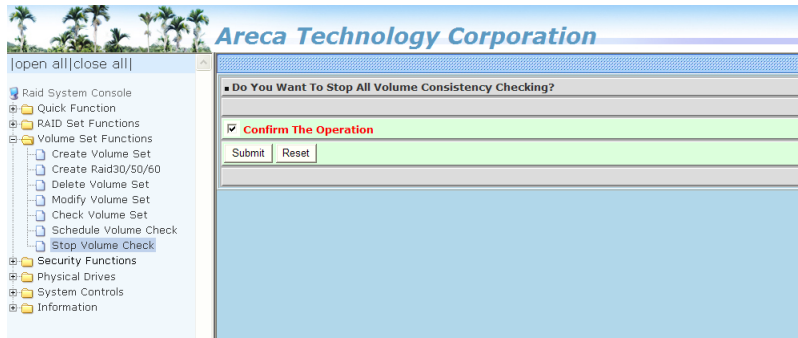 Areca Technology Corporation
|open all|close all|
Raid System Console
Quick Function
RAID Set Functions
Volume Set Functions
Create Volume Set
Create Raid30/50/60
Delete Volume Set
Modify Volume Set
Check Volume Set
Schedule Volume Check
Stop Volume Check
Security Functions
Physical Drives
System Controls
Information
Do You Want To Stop All Volume Consistency Checking?
Confirm The Operation
Submit Reset